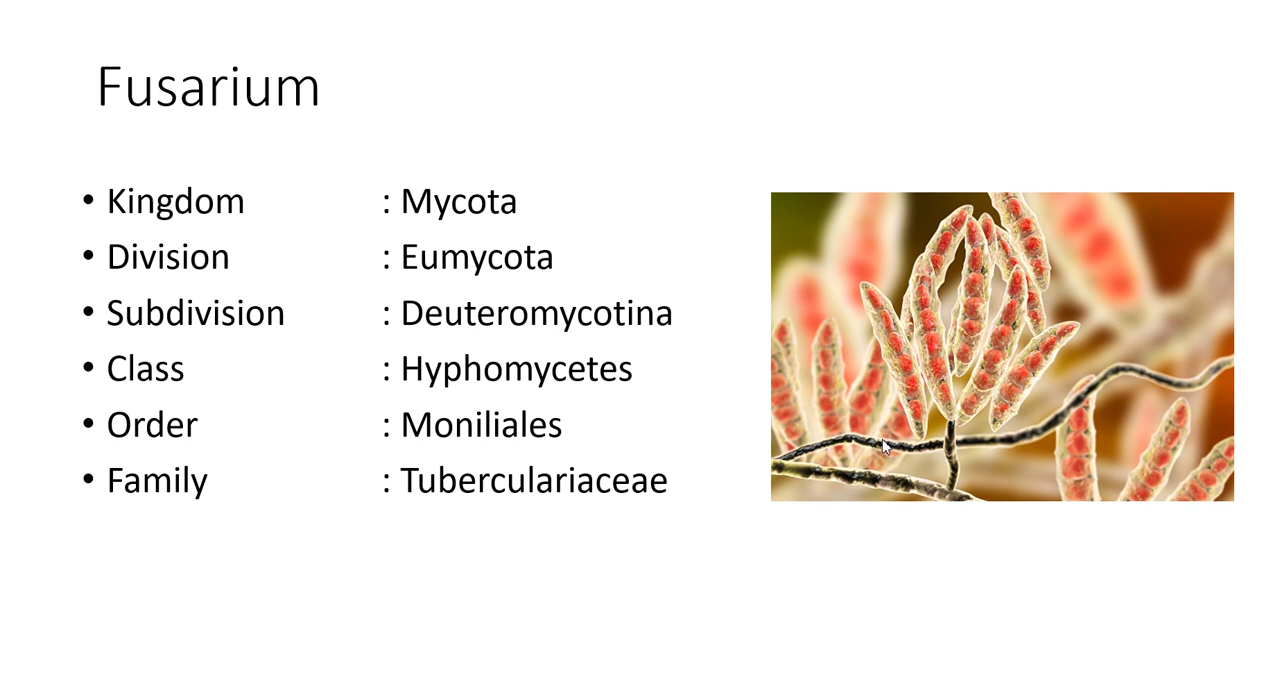 Fusarium
• Kingdom : Mycota
• Division : Eumycota
• Subdivision : Deuteromycotina
• Class : Hyphomycetes
• Order : Moniliales
• Family : Tuberculariaceae